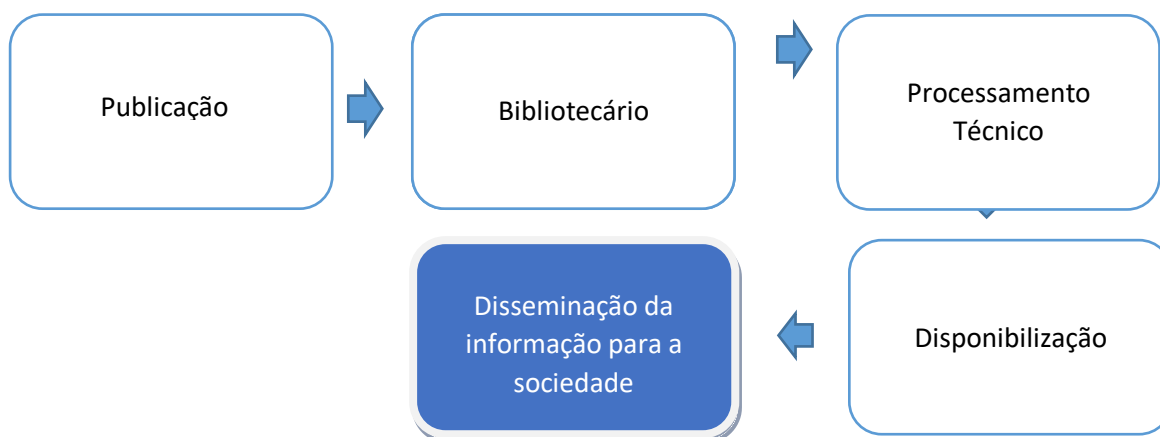 Publicação
Bibliotecário
Processamento
Técnico
Disseminação da
informação para a
sociedade
Disponibilização